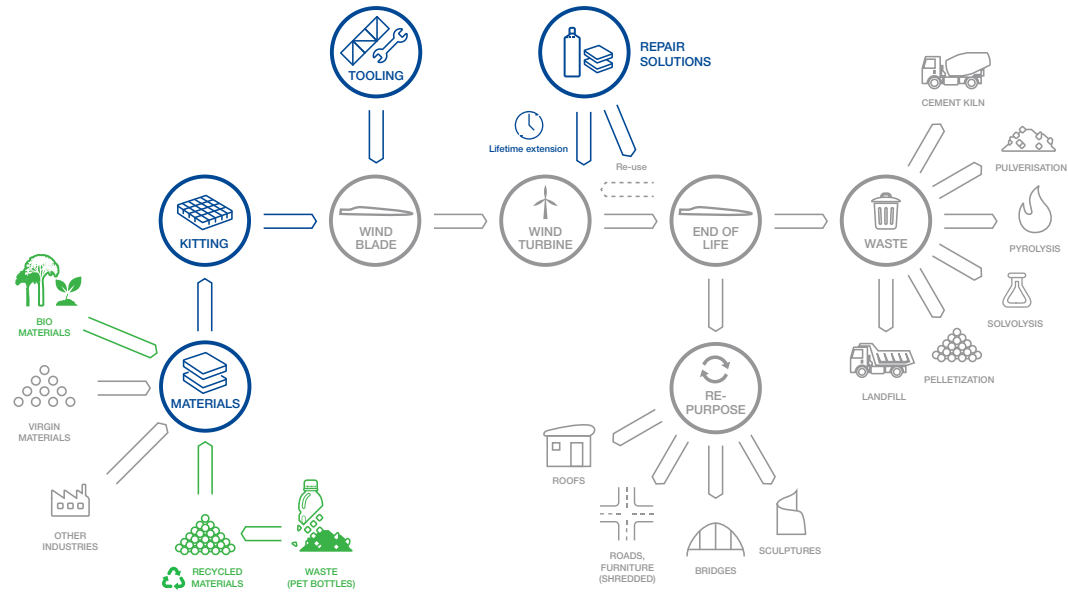 TOOLING
REPAIR
SOLUTIONS
CEMENT KILN
Lifetime extension
Re-use
PULVERISATION
KITTING
WIND
BLADE
WIND
TURBINE
END OF
LIFE
WASTE
PYROLYSIS
BIO
MATERIALS
SOLVOLYSIS
MATERIALS
RE-
PURPOSE
PELLETIZATION
LANDFILL
VIRGIN
MATERIALS
ROOFS
OTHER
INDUSTRIES
ROADS,
FURNITURE
(SHREDDED)
BRIDGES
SCULPTURES
RECYCLED
MATERIALS
WASTE
(PET BOTTLES)